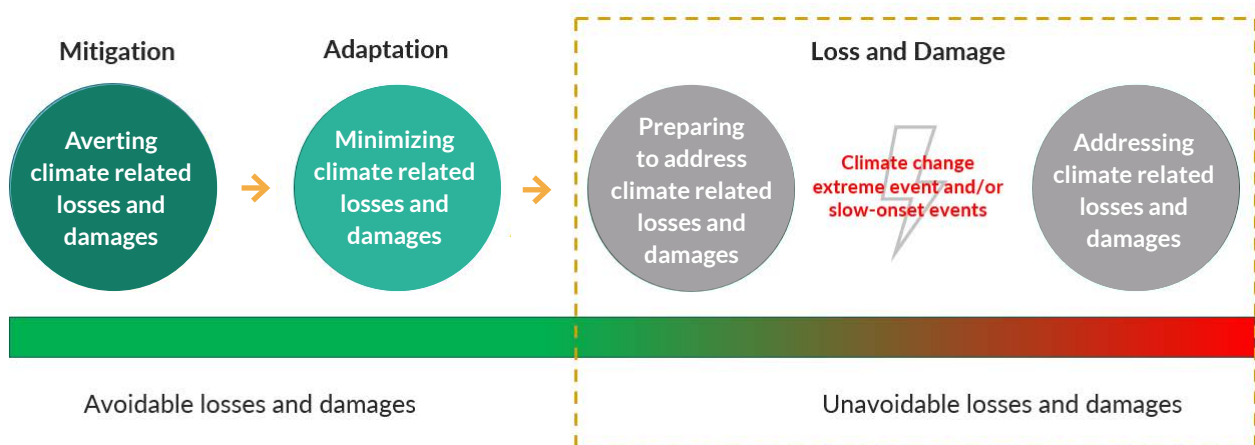 Mitigation
Adaptation
Loss and Damage
Averting
climate related
losses and
damages
Minimizing
climate related
losses and
damages
Preparing
to address
climate related
losses and
damages
Climate change
extreme event and/or
slow-onset events
Addressing
climate related
losses and
damages
Avoidable losses and damages
Unavoidable losses and damages